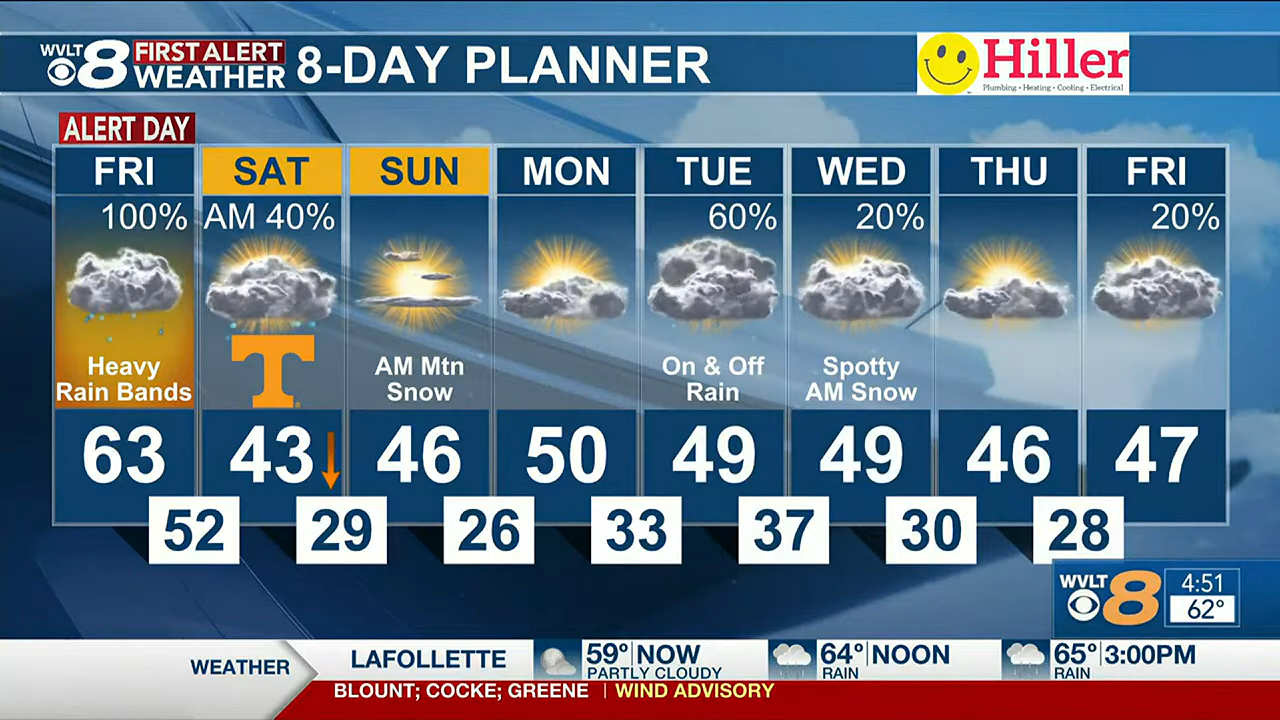 WVLT 8 FIRST ALERT WEATHER 8-DAY PLANNER
Hiller
Plumbing • Heating • Cooling • Electrical
ALERT DAY
FRI SAT SUN MON TUE WED THU FRI
100% AM 40% 60% 20% 20%
Heavy Rain Bands
T
AM Mtn Snow
On & Off Rain
Spotty AM Snow
63 43 46 50 49 49 46 47
52 29 26 33 37 30 28
WVLT 8 4:51
62°
WEATHER LAFOLLETTE 59° NOW PARTLY CLOUDY 64° NOON RAIN 65° 3:00PM RAIN
BLOUNT; COCKE; GREENE | WIND ADVISORY